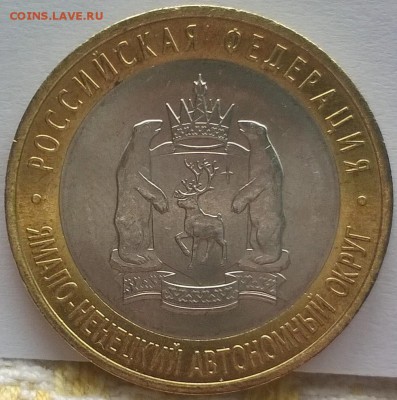 COINS.LAVE.RU
РОССИЙСКАЯ ФЕДЕРАЦИЯ
ЯМАЛО-НЕНЕЦКИЙ АВТОНОМНЫЙ ОКРУГ